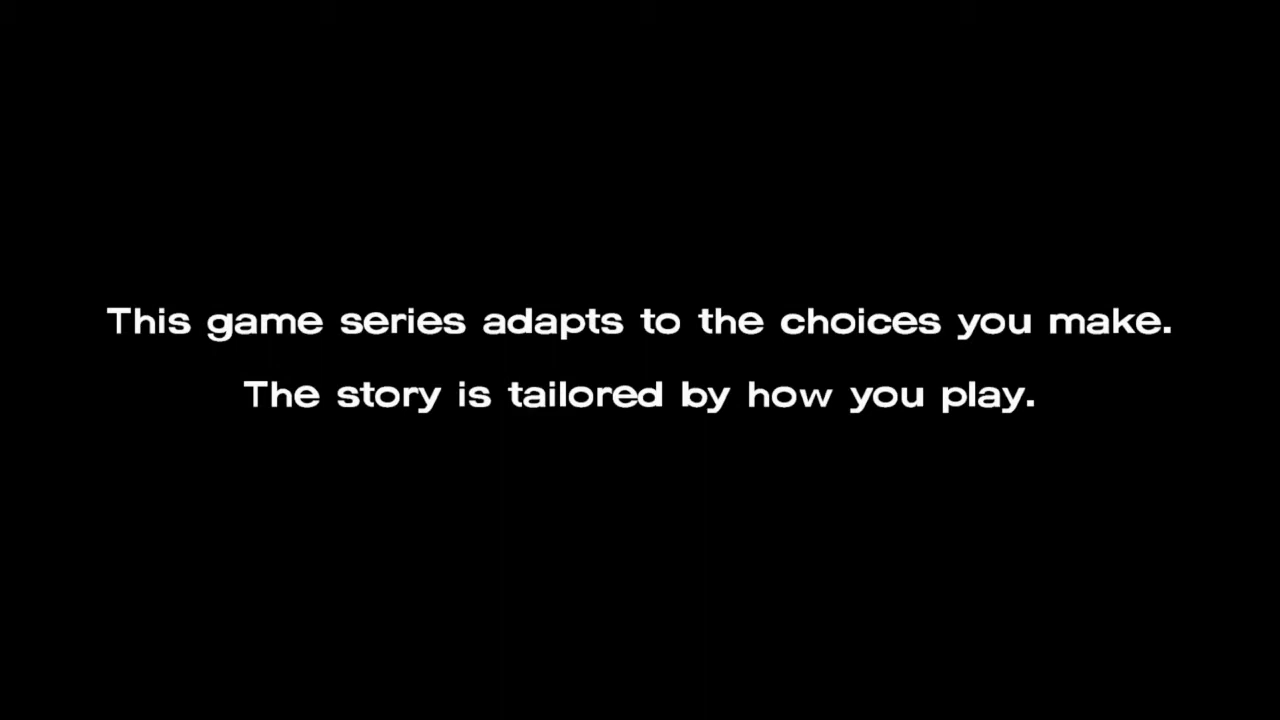 This game series adapts to the choices you make.
The story is tailored by how you play.